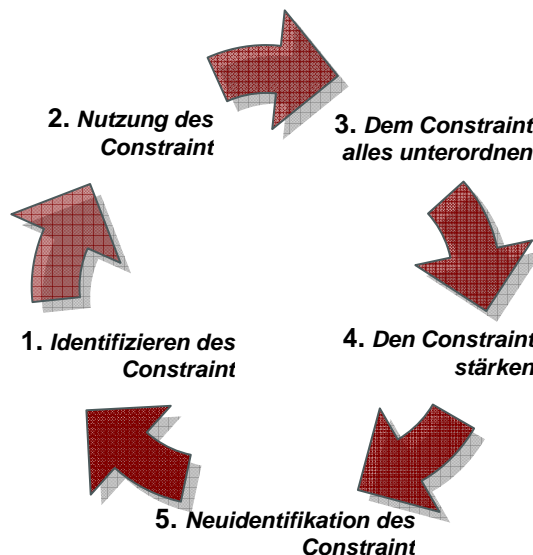 1. Identifizieren des
Constraint
2. Nutzung des
Constraint
3. Dem Constraint
alles unterordnen
4. Den Constraint
stärken
5. Neuidentifikation des
Constraint